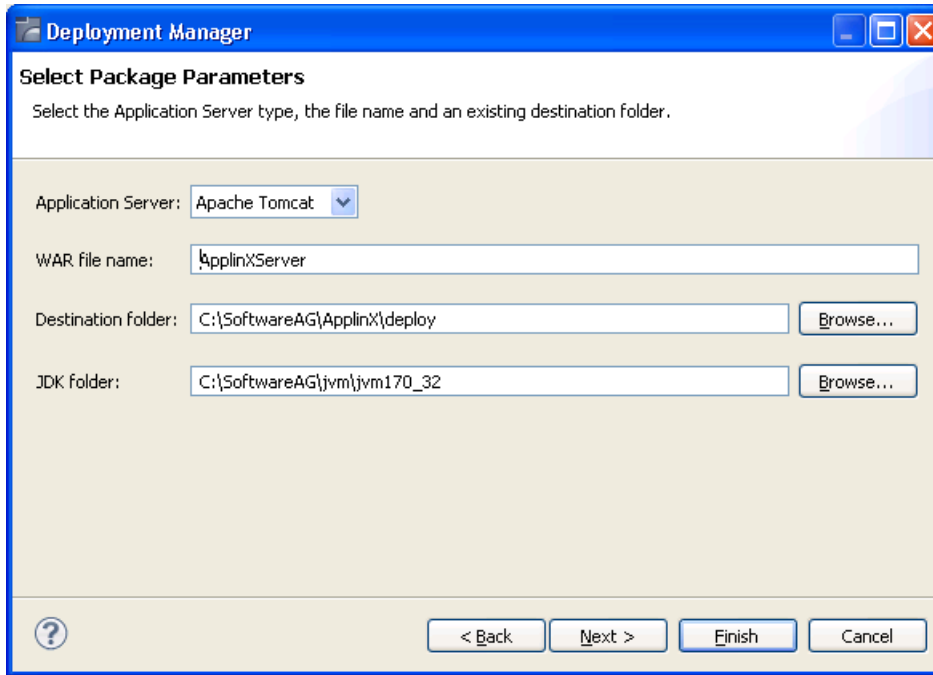 Deployment Manager
Select Package Parameters
Select the Application Server type, the file name and an existing destination folder.
Application Server: Apache Tomcat
WAR file name: ApplinXServer
Destination folder: C:\SoftwareAG\ApplinX\deploy Browse...
JDK folder: C:\SoftwareAG\jvm\jvm170_32 Browse...
? < Back Next > Finish Cancel